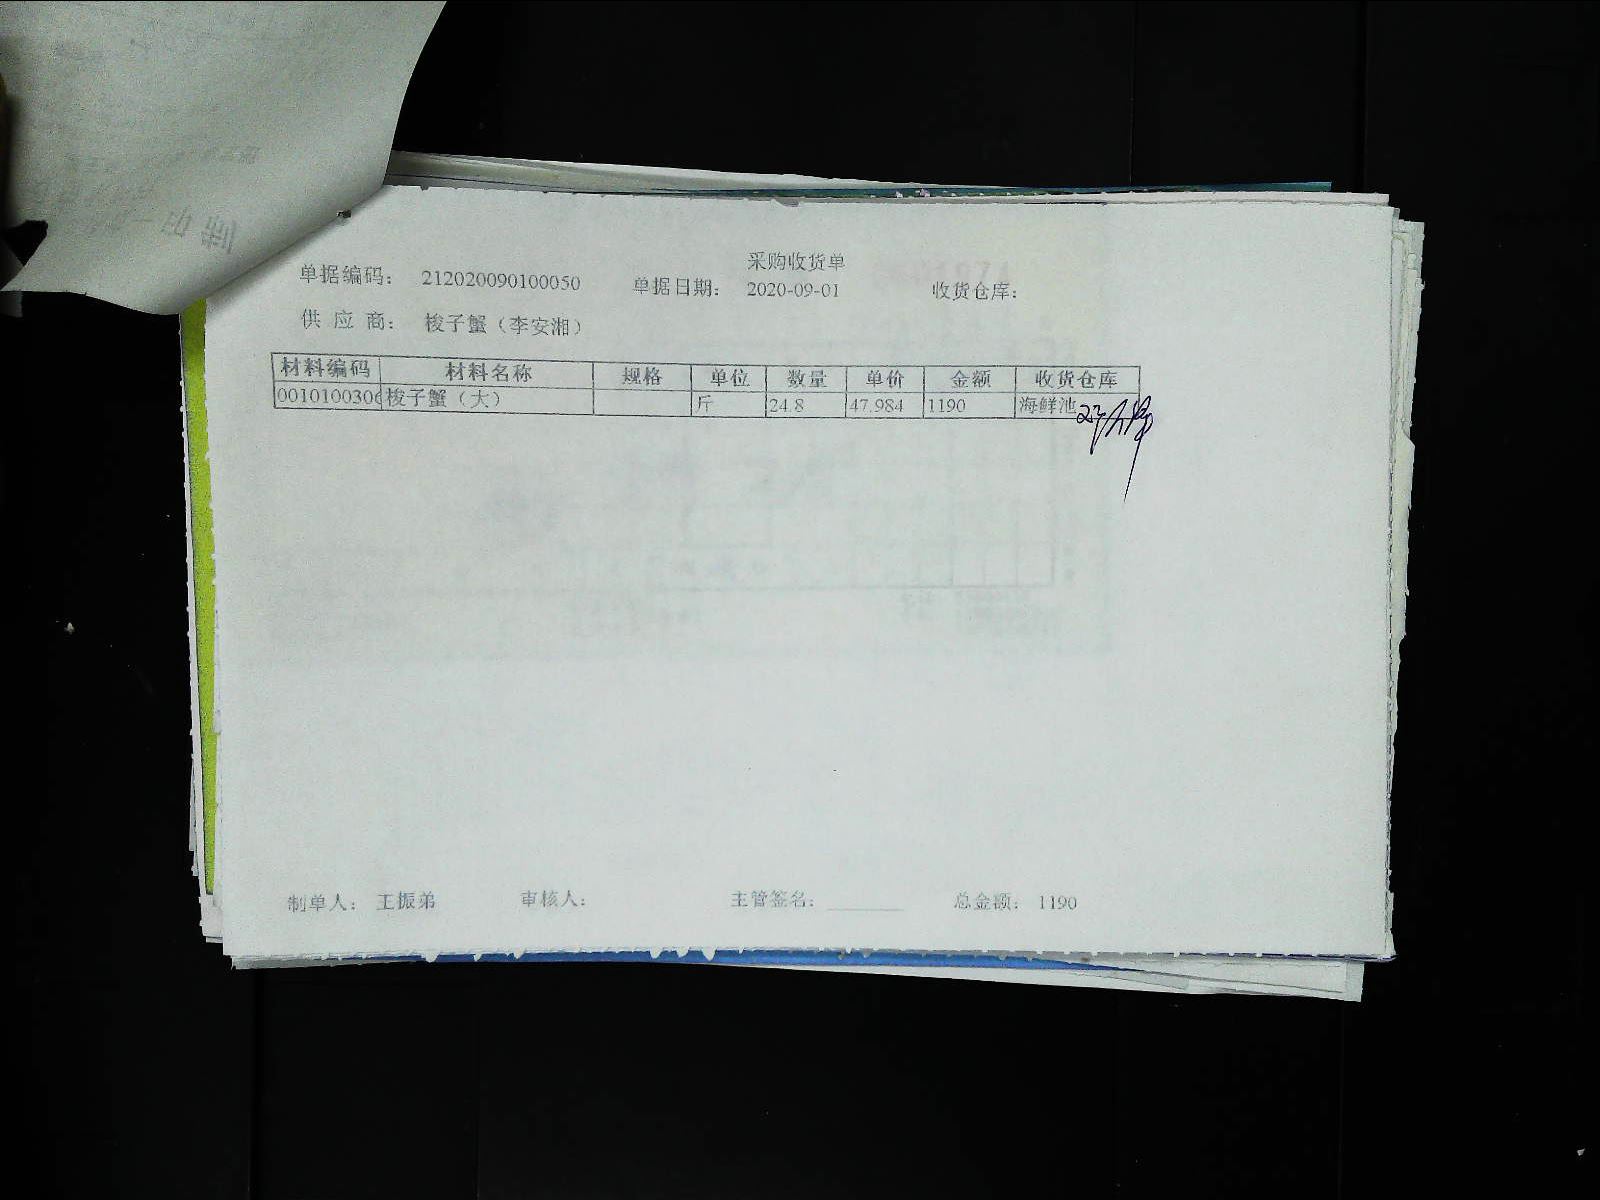 采购收货单
单据编码： 212020090100050 单据日期： 2020-09-01 收货仓库：
供 应 商： 梭子蟹（李安湘）
材料编码 材料名称 规格 单位 数量 单价 金额 收货仓库
0010100306 梭子蟹（大） 斤 24.8 47.984 1190 海鲜池
制单人： 王振弟 审核人： 主管签名： 总金额： 1190